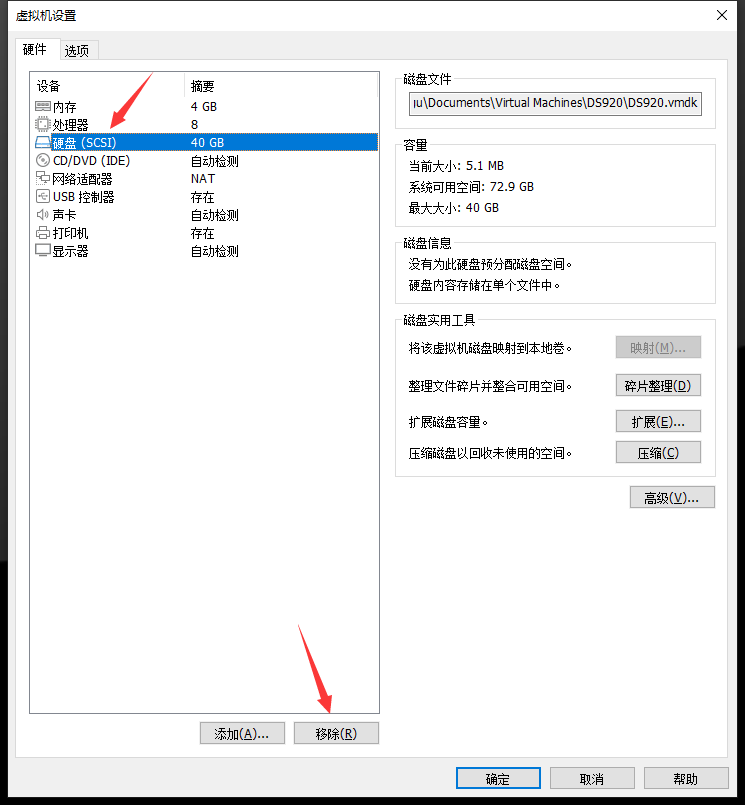 虚拟机设置
硬件 选项
设备 摘要
内存 4 GB
处理器 8
硬盘 (SCSI) 40 GB
CD/DVD (IDE) 自动检测
网络适配器 NAT
USB 控制器 存在
声卡 自动检测
打印机 存在
显示器 自动检测
添加(A)... 移除(R)
磁盘文件
\Documents\Virtual Machines\DS920\DS920.vmdk
容量
当前大小: 5.1 MB
系统可用空间: 72.9 GB
最大大小: 40 GB
磁盘信息
没有为此硬盘预分配磁盘空间。
硬盘内容存储在单个文件中。
磁盘实用工具
将该虚拟机磁盘映射到本地卷。 映射(M)...
整理文件碎片并整合可用空间。 碎片整理(D)
扩展磁盘容量。 扩展(E)...
压缩磁盘以回收未使用的空间。 压缩(C)
高级(V)...
确定 取消 帮助